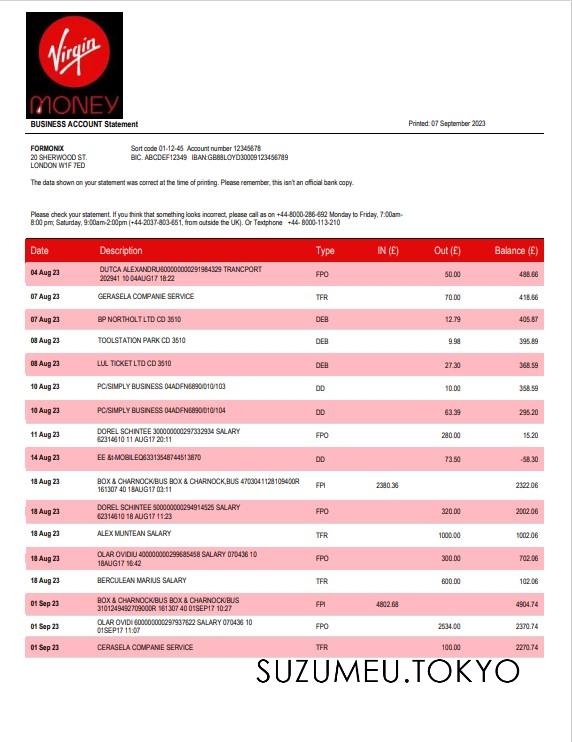 Virgin
MONEY
BUSINESS ACCOUNT Statement Printed: 07 September 2023
FORMONIX Sort code 01-12-45 Account number 12345678
20 SHERWOOD ST. BIC. ABCDEF12349 IBAN:GB88LOYD30009123456789
LONDON W1F 7ED
The data shown on your statement was correct at the time of printing. Please remember, this isn't an official bank copy.
Please check your statement. If you think that something looks incorrect, please call as on +44-8000-286-692 Monday to Friday, 7:00am-
8:00 pm; Saturday, 9:00am-2:00pm (+44-2037-803-651, from outside the UK). Or Textphone +44- 8000-113-210
Date Description Type IN (£) Out (£) Balance (£)
04 Aug 23 DUTCA ALEXANDRU600000000291984329 TRANCPORT
202941 10 04AUG17 18:22 FPO 50.00 488.66
07 Aug 23 GERASELA COMPANIE SERVICE TFR 70.00 418.66
07 Aug 23 BP NORTHOLT LTD CD 3510 DEB 12.79 405.87
08 Aug 23 TOOLSTATION PARK CD 3510 DEB 9.98 395.89
08 Aug 23 LUL TICKET LTD CD 3510 DEB 27.30 368.59
10 Aug 23 PC/SIMPLY BUSINESS 04ADFN6890/010/103 DD 10.00 358.59
10 Aug 23 PC/SIMPLY BUSINESS 04ADFN6890/010/104 DD 63.39 295.20
11 Aug 23 DOREL SCHINTEE 300000000297332934 SALARY
62314610 11 AUG17 20:11 FPO 280.00 15.20
14 Aug 23 EE &t-MOBILEQ63313548744513870 DD 73.50 -58.30
18 Aug 23 BOX & CHARNOCK/BUS BOX & CHARNOCK,BUS 4703041128109400R
161307 40 18AUG17 03:11 FPI 2380.36 2322.06
18 Aug 23 DOREL SCHINTEE 500000000294914525 SALARY
62314610 18 AUG17 11:23 FPO 320.00 2002.06
18 Aug 23 ALEX MUNTEAN SALARY TFR 1000.00 1002.06
18 Aug 23 OLAR OVIDIU 400000000299685458 SALARY 070436 10
18AUG17 16:42 FPO 300.00 702.06
18 Aug 23 BERCULEAN MARIUS SALARY TFR 600.00 102.06
01 Sep 23 BOX & CHARNOCK/BUS BOX & CHARNOCK/BUS
3101249492709000R 161307 40 01SEP17 10:27 FPI 4802.68 4904.74
01 Sep 23 OLAR OVIDI 600000000297937622 SALARY 070436 10
01SEP17 11:07 FPO 2534.00 2370.74
01 Sep 23 CERASELA COMPANIE SERVICE TFR 100.00 2270.74
SUZUMEU.TOKYO